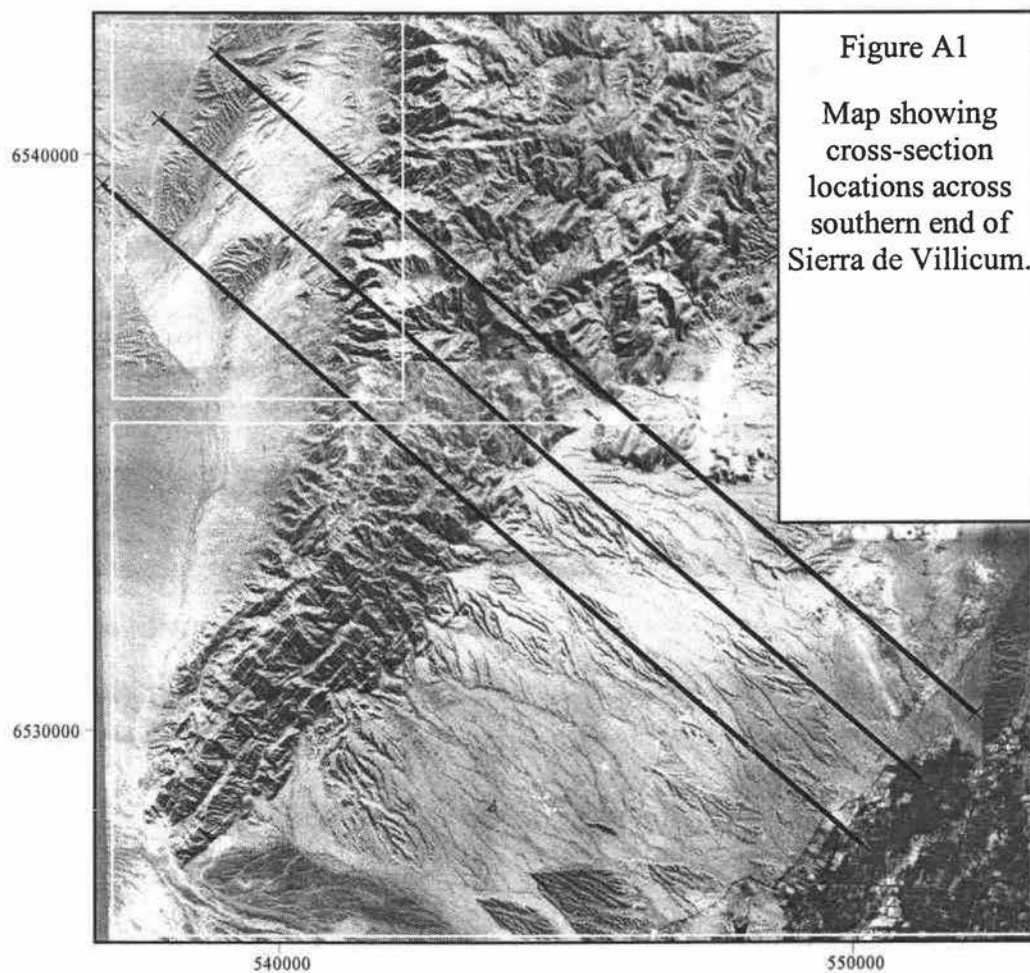 Figure A1
Map showing
cross-section
locations across
southern end of
Sierra de Villicum.
6540000
6530000
540000
550000